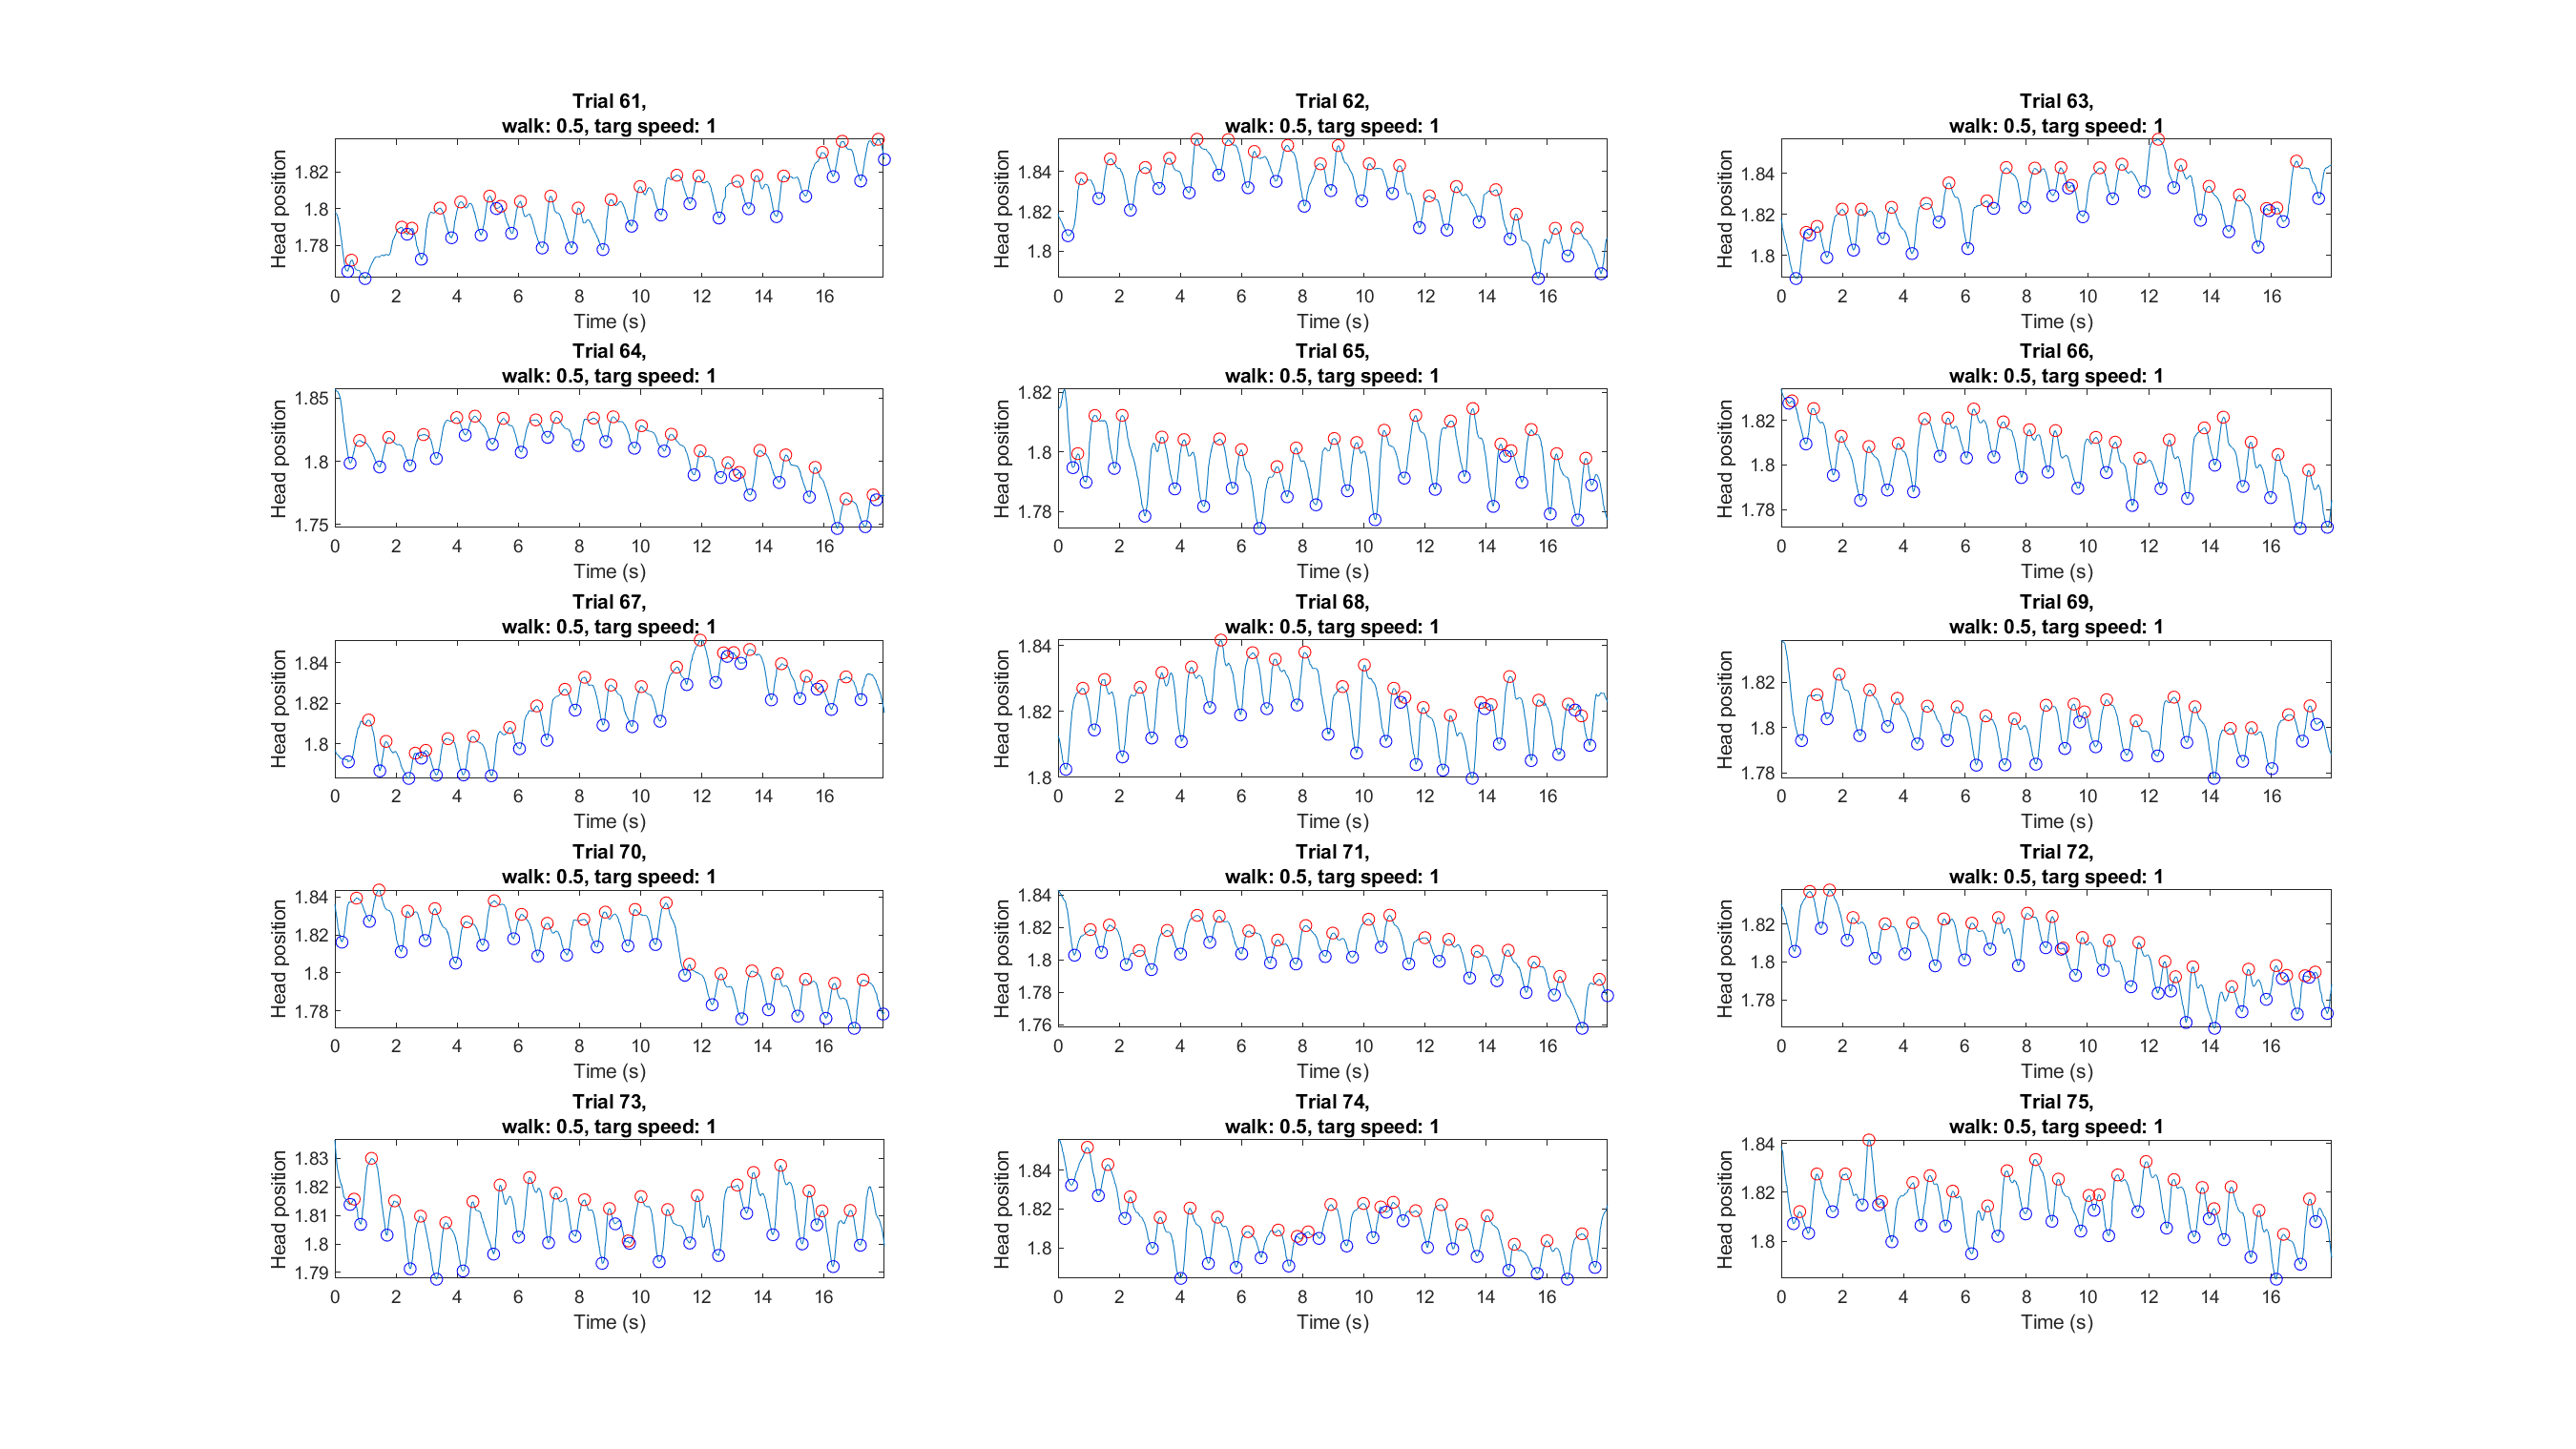 Trial 61,
walk: 0.5, targ speed: 1
Head position
1.82
1.8
1.78
0 2 4 6 8 10 12 14 16
Time (s)
Trial 62,
walk: 0.5, targ speed: 1
Head position
1.84
1.82
1.8
0 2 4 6 8 10 12 14 16
Time (s)
Trial 63,
walk: 0.5, targ speed: 1
Head position
1.84
1.82
1.8
0 2 4 6 8 10 12 14 16
Time (s)
Trial 64,
walk: 0.5, targ speed: 1
Head position
1.85
1.8
1.75
0 2 4 6 8 10 12 14 16
Time (s)
Trial 65,
walk: 0.5, targ speed: 1
Head position
1.82
1.8
1.78
0 2 4 6 8 10 12 14 16
Time (s)
Trial 66,
walk: 0.5, targ speed: 1
Head position
1.82
1.8
1.78
0 2 4 6 8 10 12 14 16
Time (s)
Trial 67,
walk: 0.5, targ speed: 1
Head position
1.84
1.82
1.8
0 2 4 6 8 10 12 14 16
Time (s)
Trial 68,
walk: 0.5, targ speed: 1
Head position
1.84
1.82
1.8
0 2 4 6 8 10 12 14 16
Time (s)
Trial 69,
walk: 0.5, targ speed: 1
Head position
1.82
1.8
1.78
0 2 4 6 8 10 12 14 16
Time (s)
Trial 70,
walk: 0.5, targ speed: 1
Head position
1.84
1.82
1.8
1.78
0 2 4 6 8 10 12 14 16
Time (s)
Trial 71,
walk: 0.5, targ speed: 1
Head position
1.84
1.82
1.8
1.78
1.76
0 2 4 6 8 10 12 14 16
Time (s)
Trial 72,
walk: 0.5, targ speed: 1
Head position
1.82
1.8
1.78
0 2 4 6 8 10 12 14 16
Time (s)
Trial 73,
walk: 0.5, targ speed: 1
Head position
1.83
1.82
1.81
1.8
1.79
0 2 4 6 8 10 12 14 16
Time (s)
Trial 74,
walk: 0.5, targ speed: 1
Head position
1.84
1.82
1.8
0 2 4 6 8 10 12 14 16
Time (s)
Trial 75,
walk: 0.5, targ speed: 1
Head position
1.84
1.82
1.8
0 2 4 6 8 10 12 14 16
Time (s)